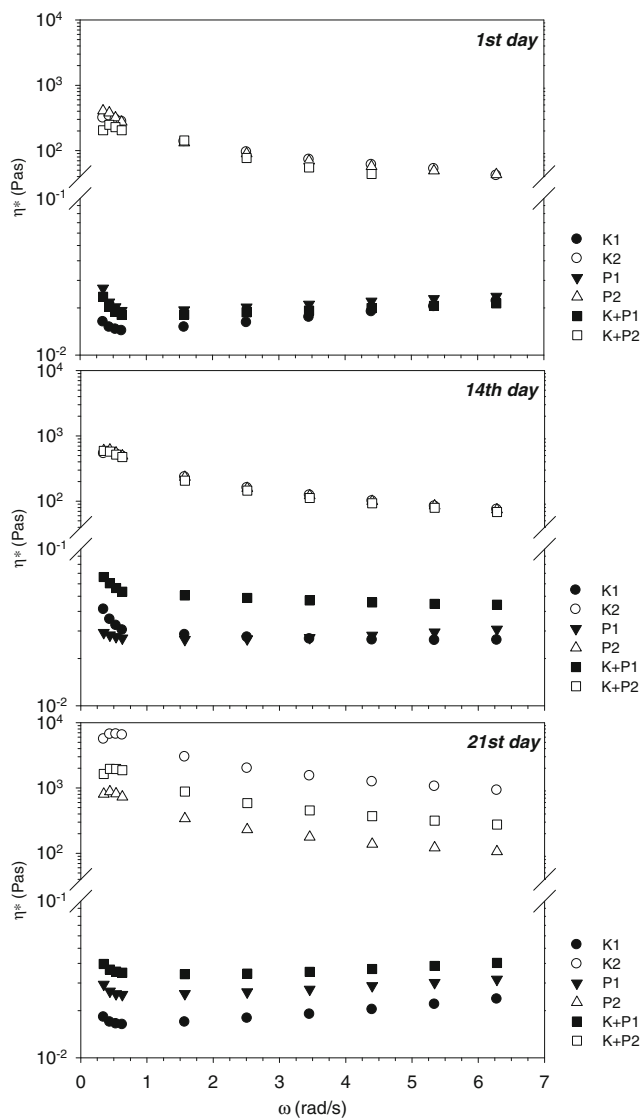 10⁴
1st day
10³
10²
η* (Pas)
10⁻¹
K1
K2
P1
P2
K+P1
K+P2
10⁻²
10⁴
14th day
10³
10²
η* (Pas)
10⁻¹
K1
K2
P1
P2
K+P1
K+P2
10⁻²
10⁴
21st day
10³
10²
η* (Pas)
10⁻¹
K1
K2
P1
P2
K+P1
K+P2
10⁻²
0 1 2 3 4 5 6 7
ω (rad/s)